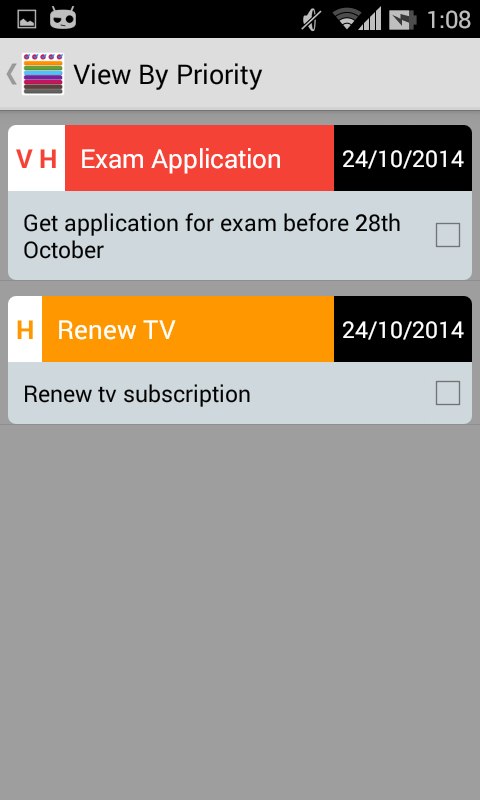 1:08
View By Priority
V H Exam Application 24/10/2014
Get application for exam before 28th
October
H Renew TV 24/10/2014
Renew tv subscription